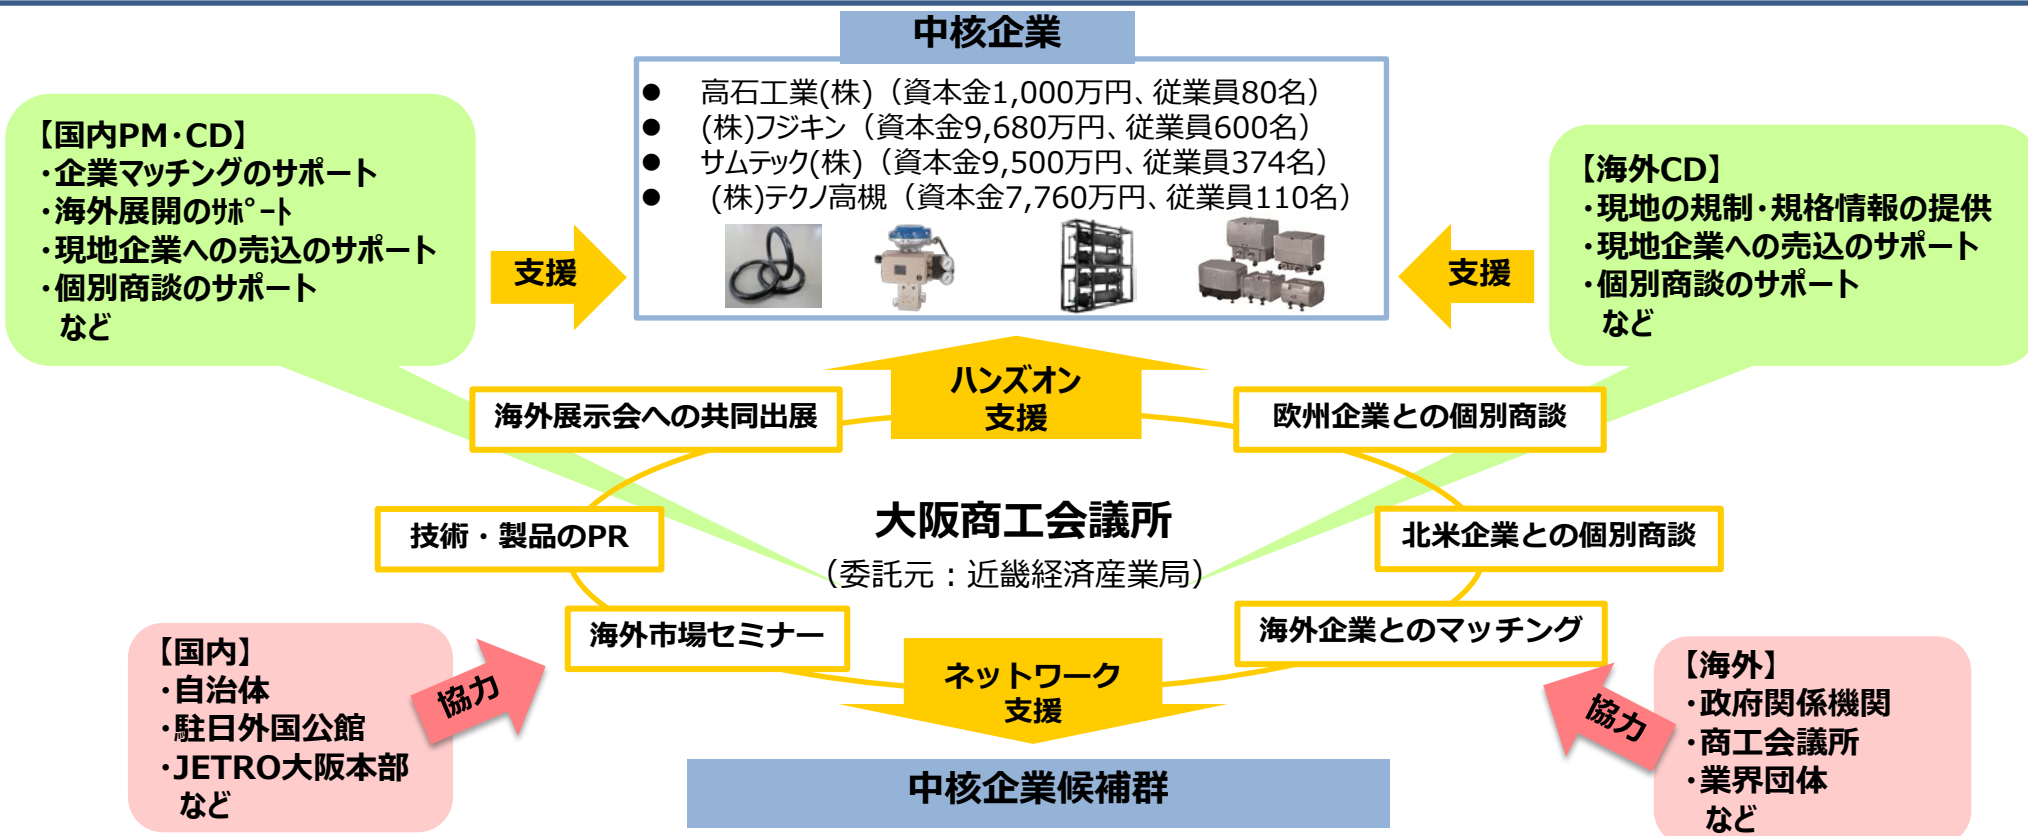 中核企業
● 高石工業(株)（資本金1,000万円、従業員80名）
● (株)フジキン（資本金9,680万円、従業員600名）
● サムテック(株)（資本金9,500万円、従業員374名）
● (株)テクノ高槻（資本金7,760万円、従業員110名）
【国内PM・CD】
・企業マッチングのサポート
・海外展開のｻﾎﾟｰﾄ
・現地企業への売込のサポート
・個別商談のサポート
など
支援
【海外CD】
・現地の規制・規格情報の提供
・現地企業への売込のサポート
・個別商談のサポート
など
支援
ハンズオン
支援
海外展示会への共同出展
欧州企業との個別商談
技術・製品のPR
大阪商工会議所
（委託元：近畿経済産業局）
北米企業との個別商談
海外市場セミナー
海外企業とのマッチング
ネットワーク
支援
【国内】
・自治体
・駐日外国公館
・JETRO大阪本部
など
協力
【海外】
・政府関係機関
・商工会議所
・業界団体
など
協力
中核企業候補群